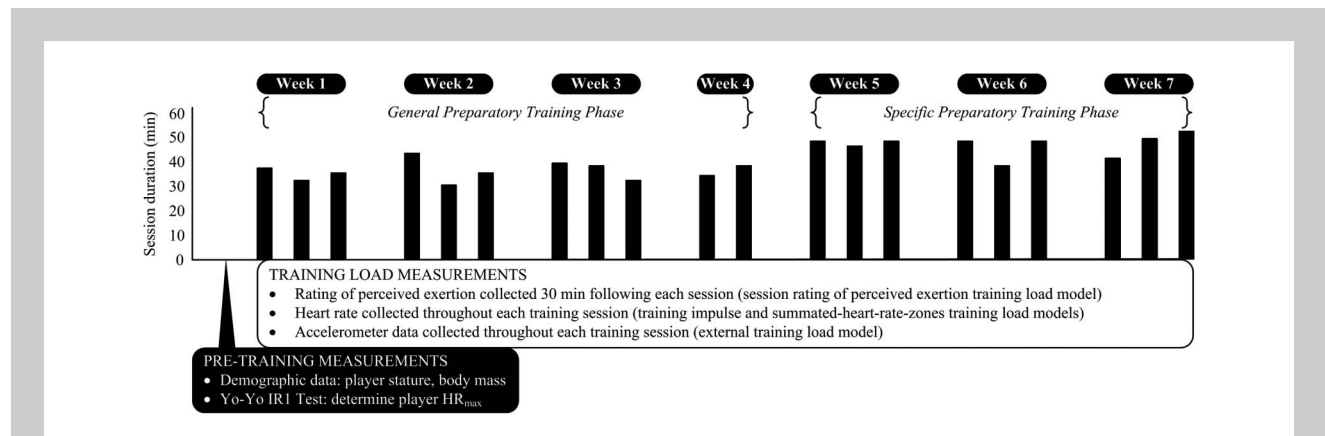 Week 1 Week 2 Week 3 Week 4 Week 5 Week 6 Week 7
General Preparatory Training Phase Specific Preparatory Training Phase
Session duration (min)
60
50
40
30
20
10
0
TRAINING LOAD MEASUREMENTS
• Rating of perceived exertion collected 30 min following each session (session rating of perceived exertion training load model)
• Heart rate collected throughout each training session (training impulse and summated-heart-rate-zones training load models)
• Accelerometer data collected throughout each training session (external training load model)
PRE-TRAINING MEASUREMENTS
• Demographic data: player stature, body mass
• Yo-Yo IR1 Test: determine player HRmax